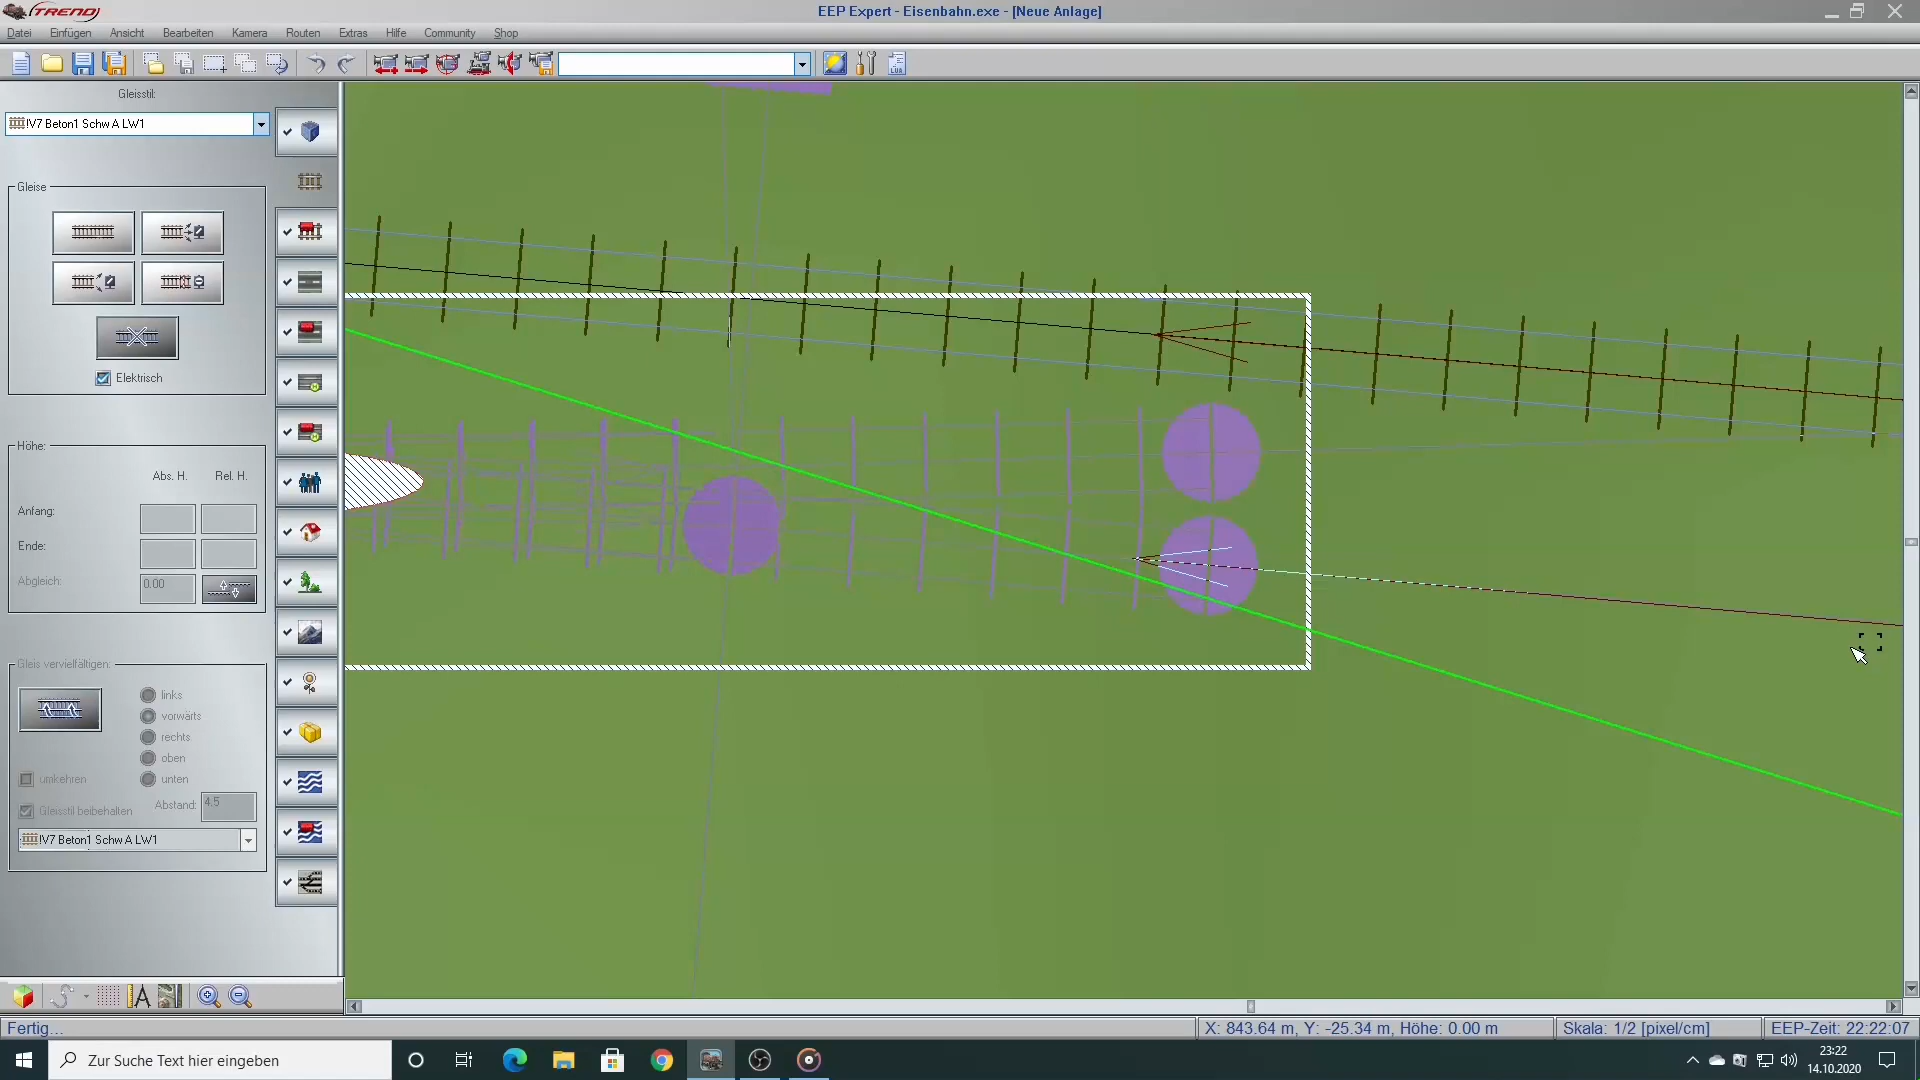 TREND
EEP Expert - Eisenbahn.exe - [Neue Anlage]
Datei Einfügen Ansicht Bearbeiten Kamera Routen Extras Hilfe Community Shop
LUA
Gleisstil:
!V7 Beton1 Schw A LW1
Gleise
Elektrisch
Höhe:
Abs. H. Rel. H.
Anfang:
Ende:
Abgleich: 0.00
Gleis vervielfältigen:
links
vorwärts
rechts
oben
umkehren unten
Gleisstil beibehalten Abstand: 4.5
!V7 Beton1 Schw A LW1
Fertig...
X: 843.64 m, Y: -25.34 m, Höhe: 0.00 m
Skala: 1/2 [pixel/cm]
EEP-Zeit: 22:22:07
Zur Suche Text hier eingeben
23:22
14.10.2020